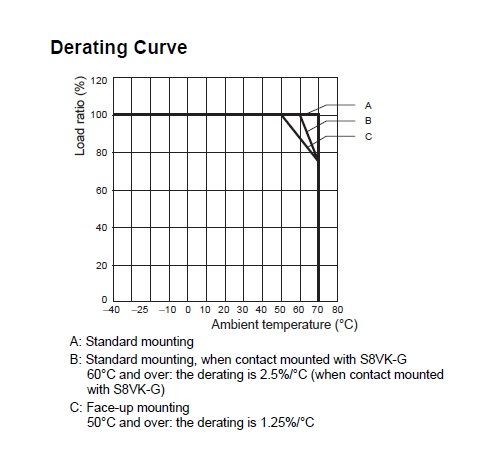 Derating Curve
Load ratio (%)
120
100
80
60
40
20
0
A
B
C
–40 –25 –10 0 10 20 30 40 50 60 70 80
Ambient temperature (°C)
A: Standard mounting
B: Standard mounting, when contact mounted with S8VK-G
60°C and over: the derating is 2.5%/°C (when contact mounted
with S8VK-G)
C: Face-up mounting
50°C and over: the derating is 1.25%/°C